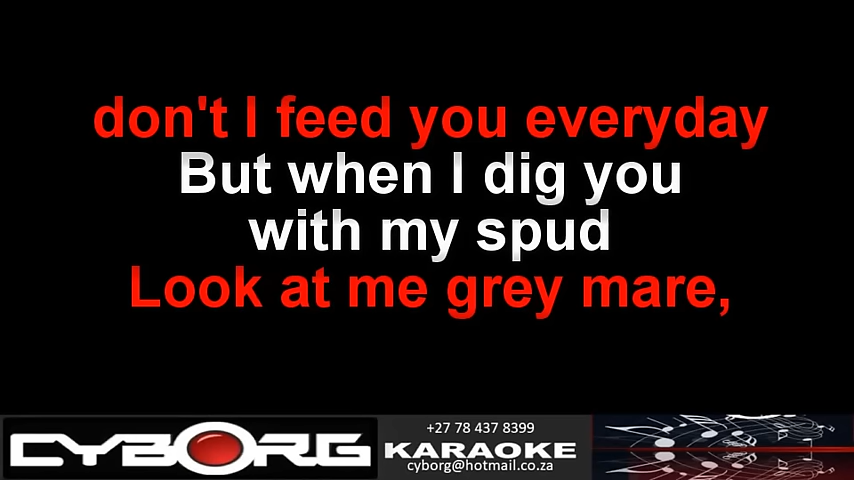 don't I feed you everyday
But when I dig you
with my spud
Look at me grey mare,
CYBORG
+27 78 437 8399
KARAOKE
cyborg@hotmail.co.za